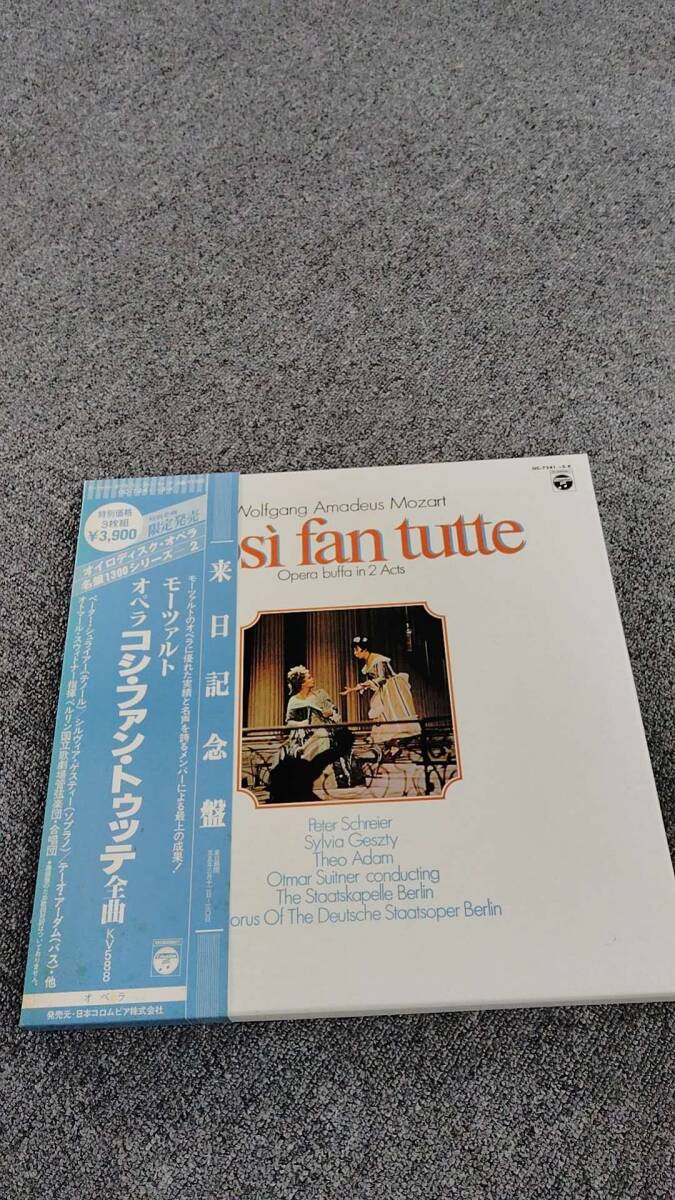 特別価格
3枚組
¥3,900
限定発売
オイロディスク・オペラ
名盤1300シリーズ—2
モーツァルト
オペラ コシ・ファン・トゥッテ 全曲 KV588
ペーター・シュライアー(テノール)/シルヴィア・ゲスティー(ソプラノ)/テーオ・アーダム(バス)・他
オトマール・スウィトナー指揮 ベルリン国立歌劇場管弦楽団・合唱団
モーツァルトのオペラに優れた実績と名声を誇るメンバーによる最上の成果!
来日記念盤
オペラ
発売元・日本コロムビア株式会社
Wolfgang Amadeus Mozart
osì fan tutte
Opera buffa in 2 Acts
Peter Schreier
Sylvia Geszty
Theo Adam
Otmar Suitner conducting
The Staatskapelle Berlin
orus Of The Deutsche Staatsoper Berlin